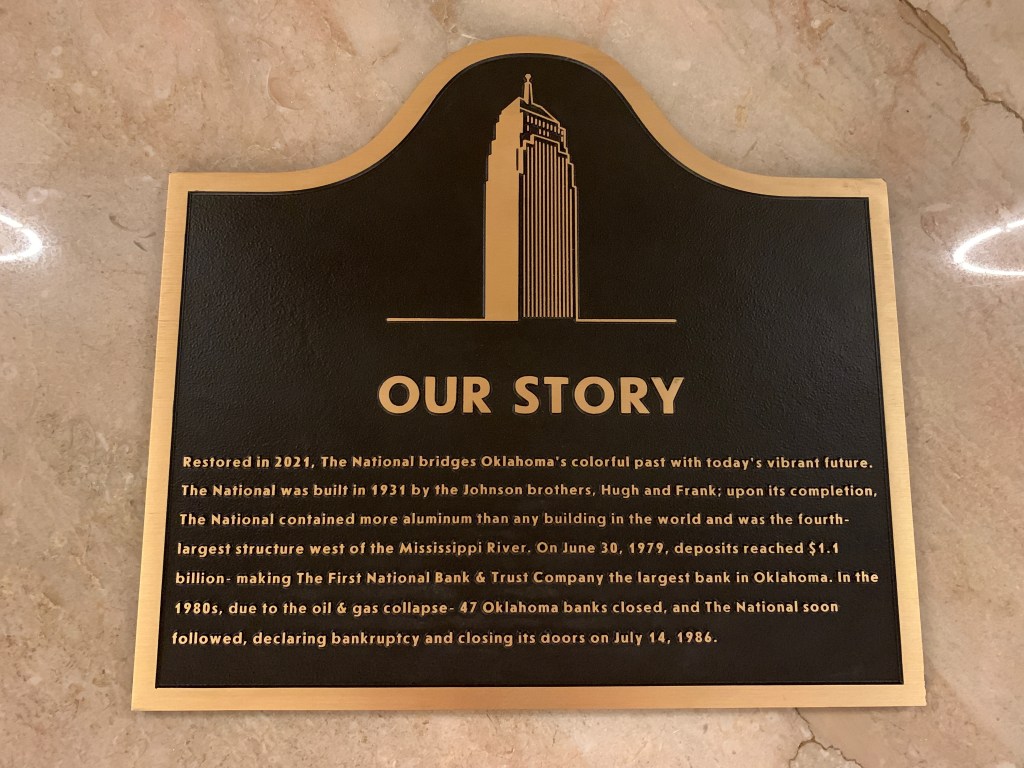 OUR STORY
Restored in 2021, The National bridges Oklahoma's colorful past with today's vibrant future.
The National was built in 1931 by the Johnson brothers, Hugh and Frank; upon its completion,
The National contained more aluminum than any building in the world and was the fourth-
largest structure west of the Mississippi River. On June 30, 1979, deposits reached $1.1
billion- making The First National Bank & Trust Company the largest bank in Oklahoma. In the
1980s, due to the oil & gas collapse- 47 Oklahoma banks closed, and The National soon
followed, declaring bankruptcy and closing its doors on July 14, 1986.